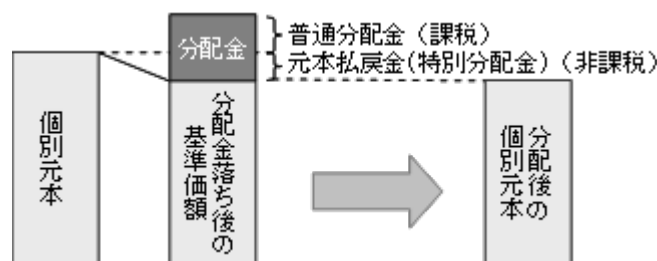 分配金
普通分配金（課税）
元本払戻金(特別分配金)（非課税）
個別元本
分配金落ち後の
基準価額
分配後の
個別元本